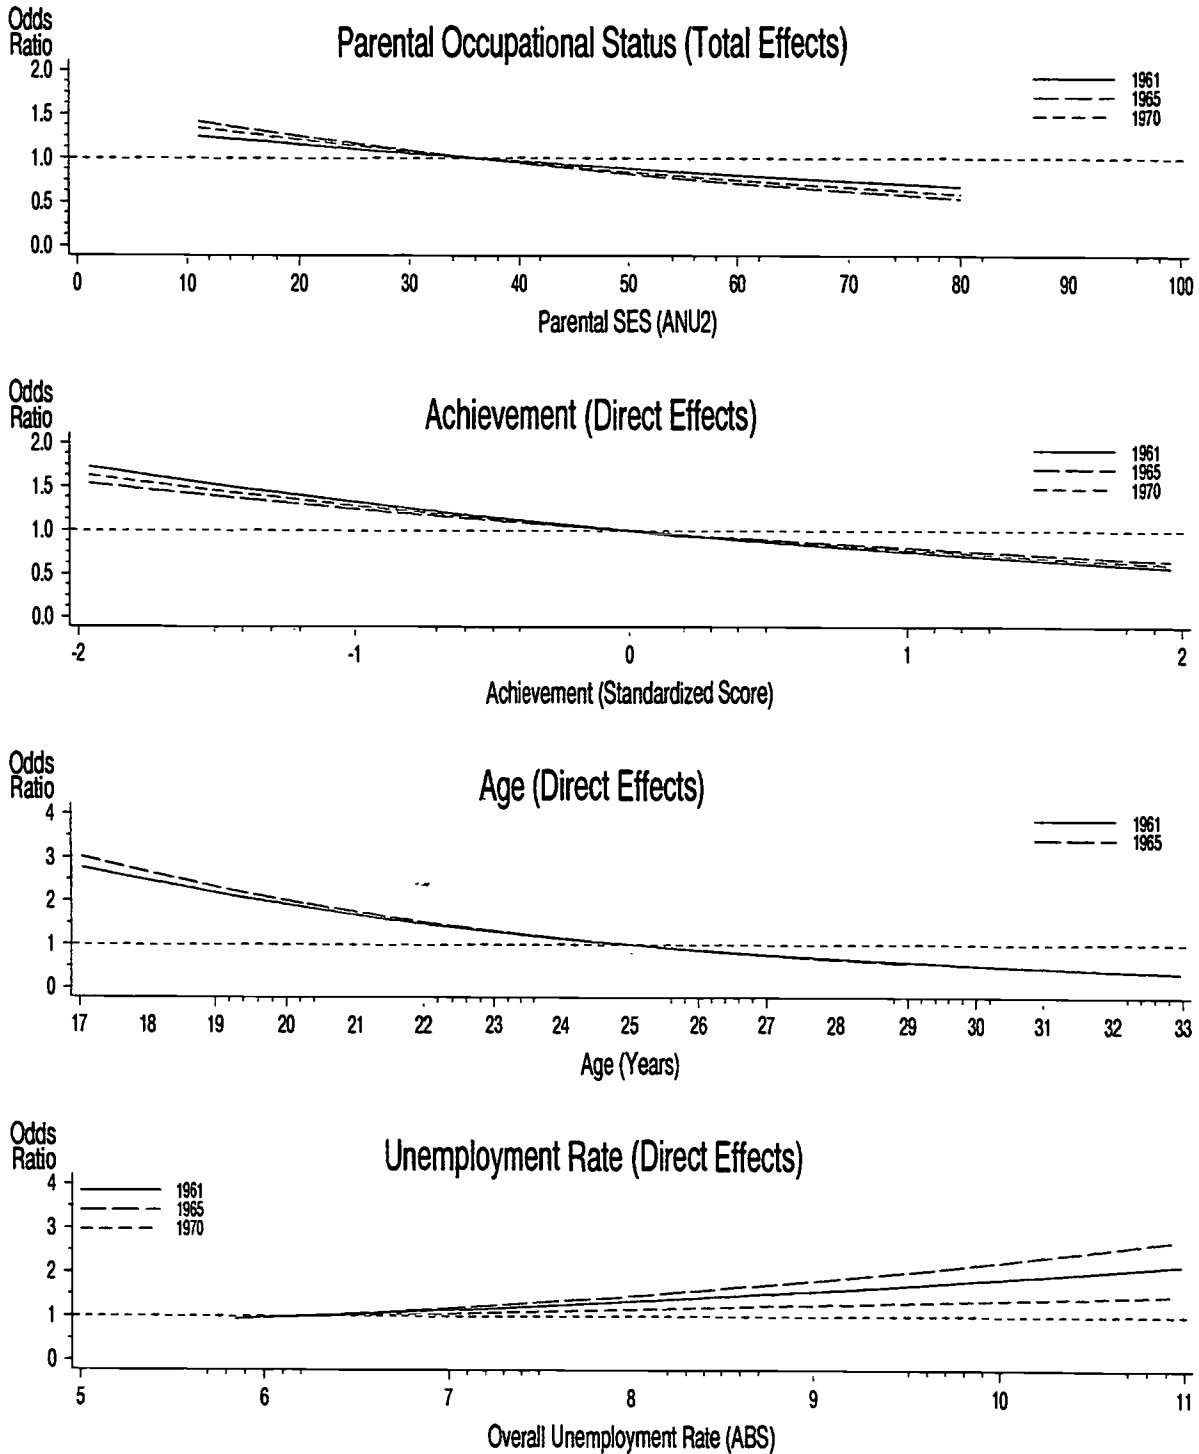 Odds
Ratio
Parental Occupational Status (Total Effects)
2.0
1.5
1.0
0.5
0.0
1961
1965
1970
0 10 20 30 40 50 60 70 80 90 100
Parental SES (ANU2)
Odds
Ratio
Achievement (Direct Effects)
2.0
1.5
1.0
0.5
0.0
1961
1965
1970
-2 -1 0 1 2
Achievement (Standardized Score)
Odds
Ratio
Age (Direct Effects)
4
3
2
1
0
1961
1965
17 18 19 20 21 22 23 24 25 26 27 28 29 30 31 32 33
Age (Years)
Odds
Ratio
Unemployment Rate (Direct Effects)
4
3
2
1
0
1961
1965
1970
5 6 7 8 9 10 11
Overall Unemployment Rate (ABS)